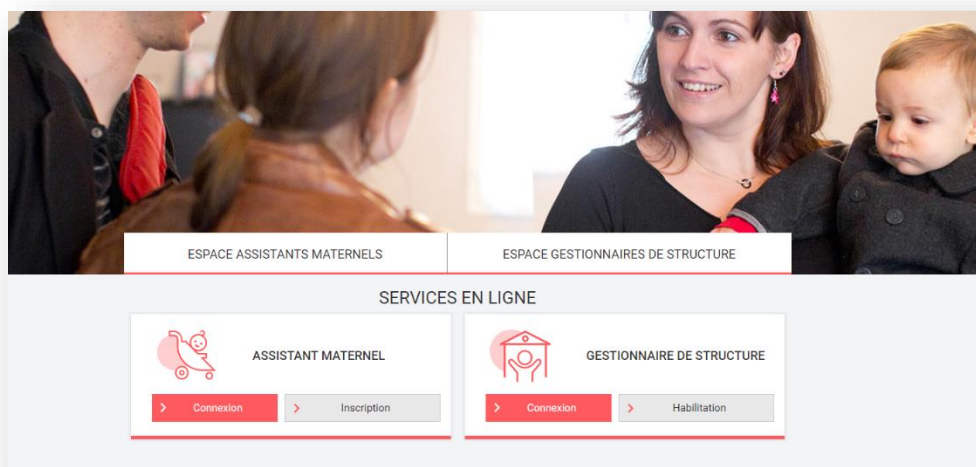 ESPACE ASSISTANTS MATERNELS
ESPACE GESTIONNAIRES DE STRUCTURE
SERVICES EN LIGNE
ASSISTANT MATERNEL
Connexion
Inscription
GESTIONNAIRE DE STRUCTURE
Connexion
Habilitation